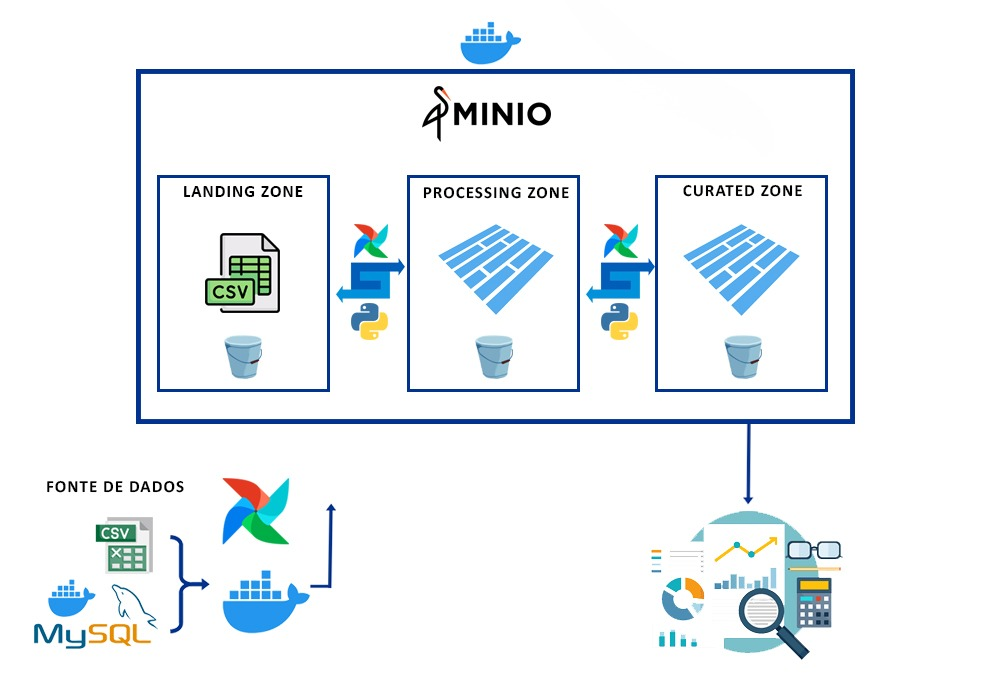 MINIO
LANDING ZONE
PROCESSING ZONE
CURATED ZONE
CSV
FONTE DE DADOS
CSV
MySQL